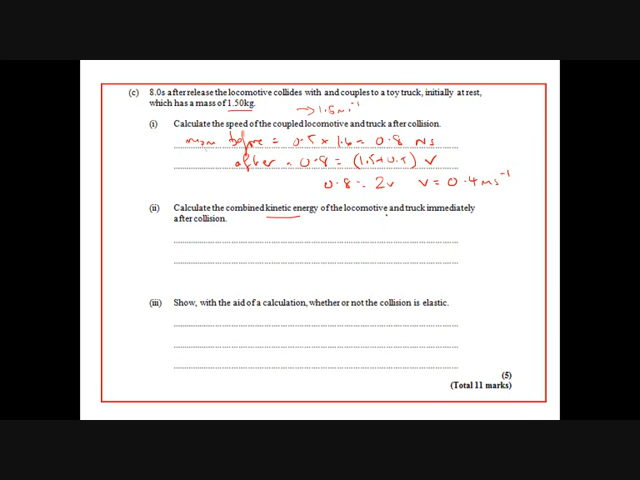 (c) 8.0s after release the locomotive collides with and couples to a toy truck, initially at rest,
which has a mass of 1.50kg.
→ 1.6 ms⁻¹
(i) Calculate the speed of the coupled locomotive and truck after collision.
mom before = 0.5 × 1.6 = 0.8 Ns
after = 0.8 = (1.5+0.5) v
0.8 = 2v v = 0.4 ms⁻¹
(ii) Calculate the combined kinetic energy of the locomotive and truck immediately
after collision.
(iii) Show, with the aid of a calculation, whether or not the collision is elastic.
(5)
(Total 11 marks)